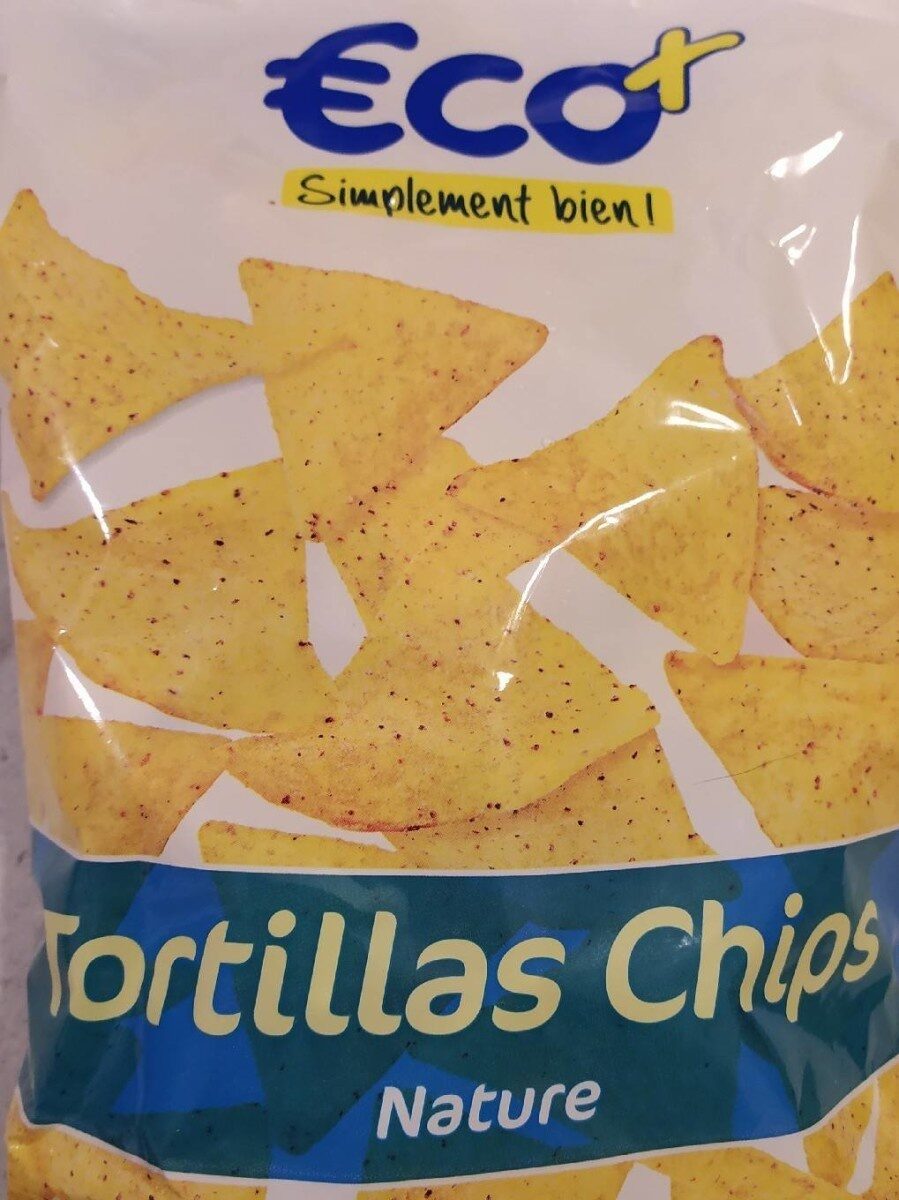 €co+
Simplement bien !
Tortillas Chips
Nature